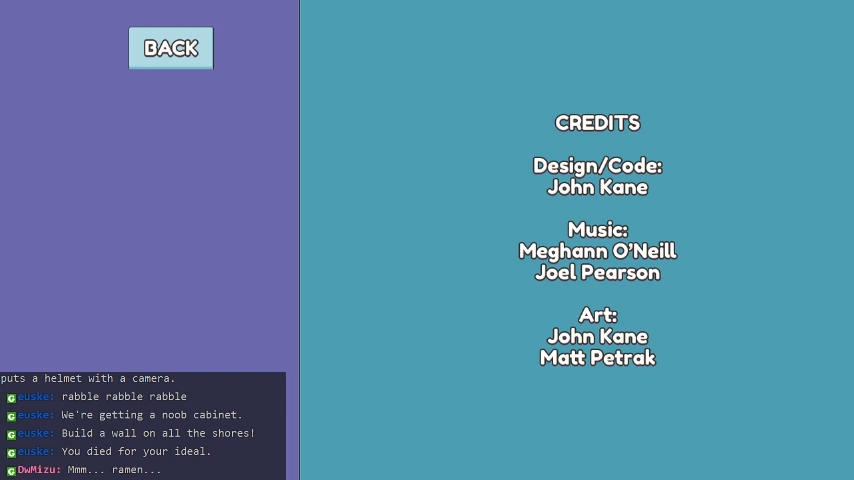 BACK
CREDITS
Design/Code:
John Kane
Music:
Meghann O'Neill
Joel Pearson
Art:
John Kane
Matt Petrak
puts a helmet with a camera.
G euske: rabble rabble rabble
G euske: We're getting a noob cabinet.
G euske: Build a wall on all the shores!
G euske: You died for your ideal.
G DwMizu: Mmm... ramen...